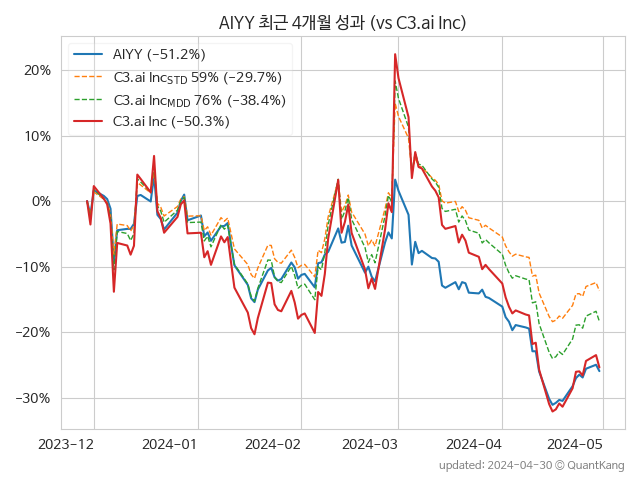 AIYY 최근 4개월 성과 (vs C3.ai Inc)
AIYY (−51.2%)
C3.ai Inc_STD 59% (−29.7%)
C3.ai Inc_MDD 76% (−38.4%)
C3.ai Inc (−50.3%)
20%
10%
0%
−10%
−20%
−30%
2023-12 2024-01 2024-02 2024-03 2024-04 2024-05
updated: 2024-04-30 © QuantKang